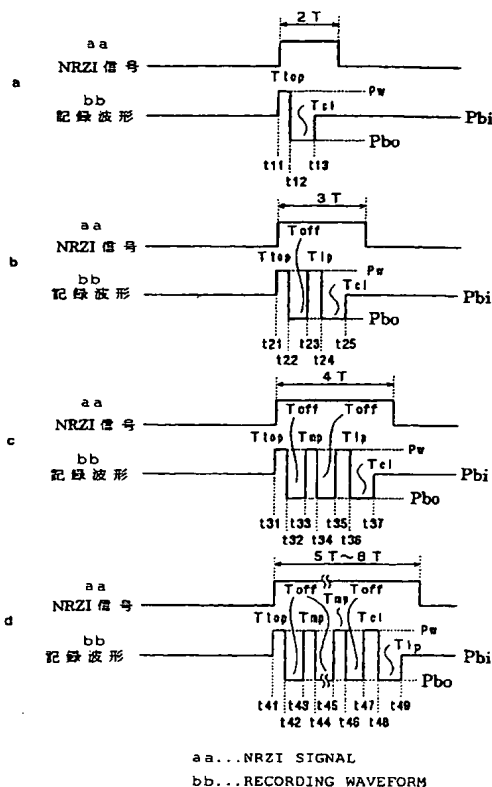 2T
aa
NRZI 信号
a
Ttop
Pw
bb
記録波形
Tcl
Pbi
Pbo
t11
t12
t13
3T
aa
NRZI 信号
Toff
b
Ttop
Tlp
Pw
bb
記録波形
Tcl
Pbi
Pbo
t21
t22
t23
t24
t25
4T
aa
NRZI 信号
Toff
Toff
c
Ttop
Tmp
Tlp
Pw
bb
記録波形
Tcl
Pbi
Pbo
t31
t32
t33
t34
t35
t36
t37
5T～8T
aa
NRZI 信号
Toff
Tmp
Toff
d
Ttop
Tmp
Tcl
Pw
bb
記録波形
Tlp
Pbi
Pbo
t41
t42
t43
t44
t45
t46
t47
t48
t49
aa...NRZI SIGNAL
bb...RECORDING WAVEFORM